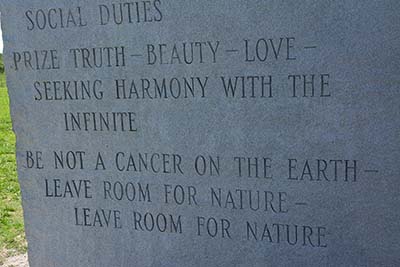 SOCIAL DUTIES
PRIZE TRUTH – BEAUTY – LOVE –
SEEKING HARMONY WITH THE
INFINITE
BE NOT A CANCER ON THE EARTH –
LEAVE ROOM FOR NATURE –
LEAVE ROOM FOR NATURE